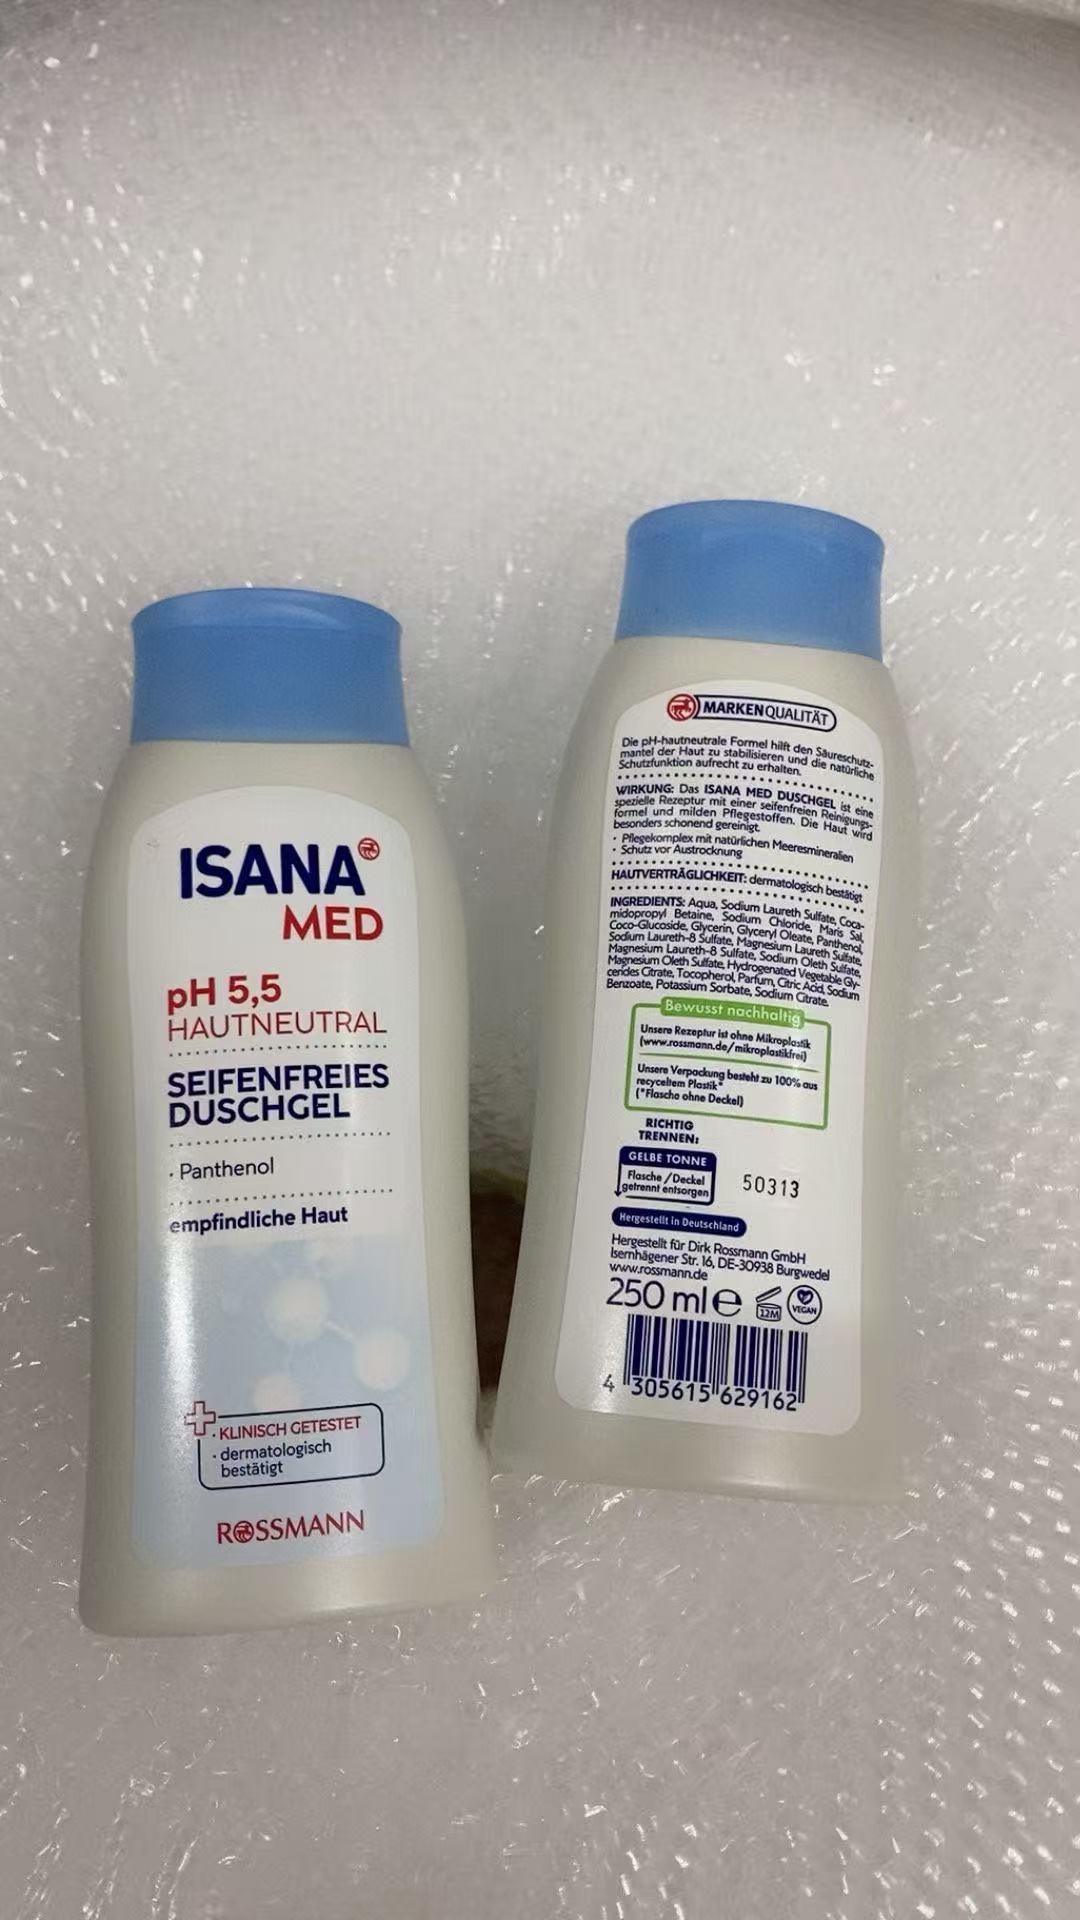 ISANA
MED
pH 5,5
HAUTNEUTRAL
SEIFENFREIES
DUSCHGEL
· Panthenol
empfindliche Haut
· KLINISCH GETESTET
· dermatologisch
bestätigt
ROSSMANN
MARKENQUALITÄT
Die pH-hautneutrale Formel hilft den Säureschutz-
mantel der Haut zu stabilisieren und die natürliche
Schutzfunktion aufrecht zu erhalten.
WIRKUNG: Das ISANA MED DUSCHGEL ist eine
spezielle Rezeptur mit einer seifenfreien Reinigungs-
formel und milden Pflegestoffen. Die Haut wird
besonders schonend gereinigt.
· Pflegekomplex mit natürlichen Meeresmineralien
· Schutz vor Austrocknung
HAUTVERTRÄGLICHKEIT: dermatologisch bestätigt
INGREDIENTS: Aqua, Sodium Laureth Sulfate, Coca-
midopropyl Betaine, Sodium Chloride, Maris Sal,
Coco-Glucoside, Glycerin, Glyceryl Oleate, Panthenol,
Sodium Laureth-8 Sulfate, Magnesium Laureth Sulfate,
Magnesium Laureth-8 Sulfate, Sodium Oleth Sulfate,
Magnesium Oleth Sulfate, Hydrogenated Vegetable Gly-
cerides Citrate, Tocopherol, Parfum, Citric Acid, Sodium
Benzoate, Potassium Sorbate, Sodium Citrate.
Bewusst nachhaltig
Unsere Rezeptur ist ohne Mikroplastik
(www.rossmann.de/mikroplastikfrei)
Unsere Verpackung besteht zu 100% aus
recyceltem Plastik*
(*Flasche ohne Deckel)
RICHTIG
TRENNEN:
GELBE TONNE
Flasche/Deckel
getrennt entsorgen
50313
Hergestellt in Deutschland
Hergestellt für Dirk Rossmann GmbH
Isernhägener Str. 16, DE-30938 Burgwedel
www.rossmann.de
250 ml e
12M
VEGAN
4 305615 629162